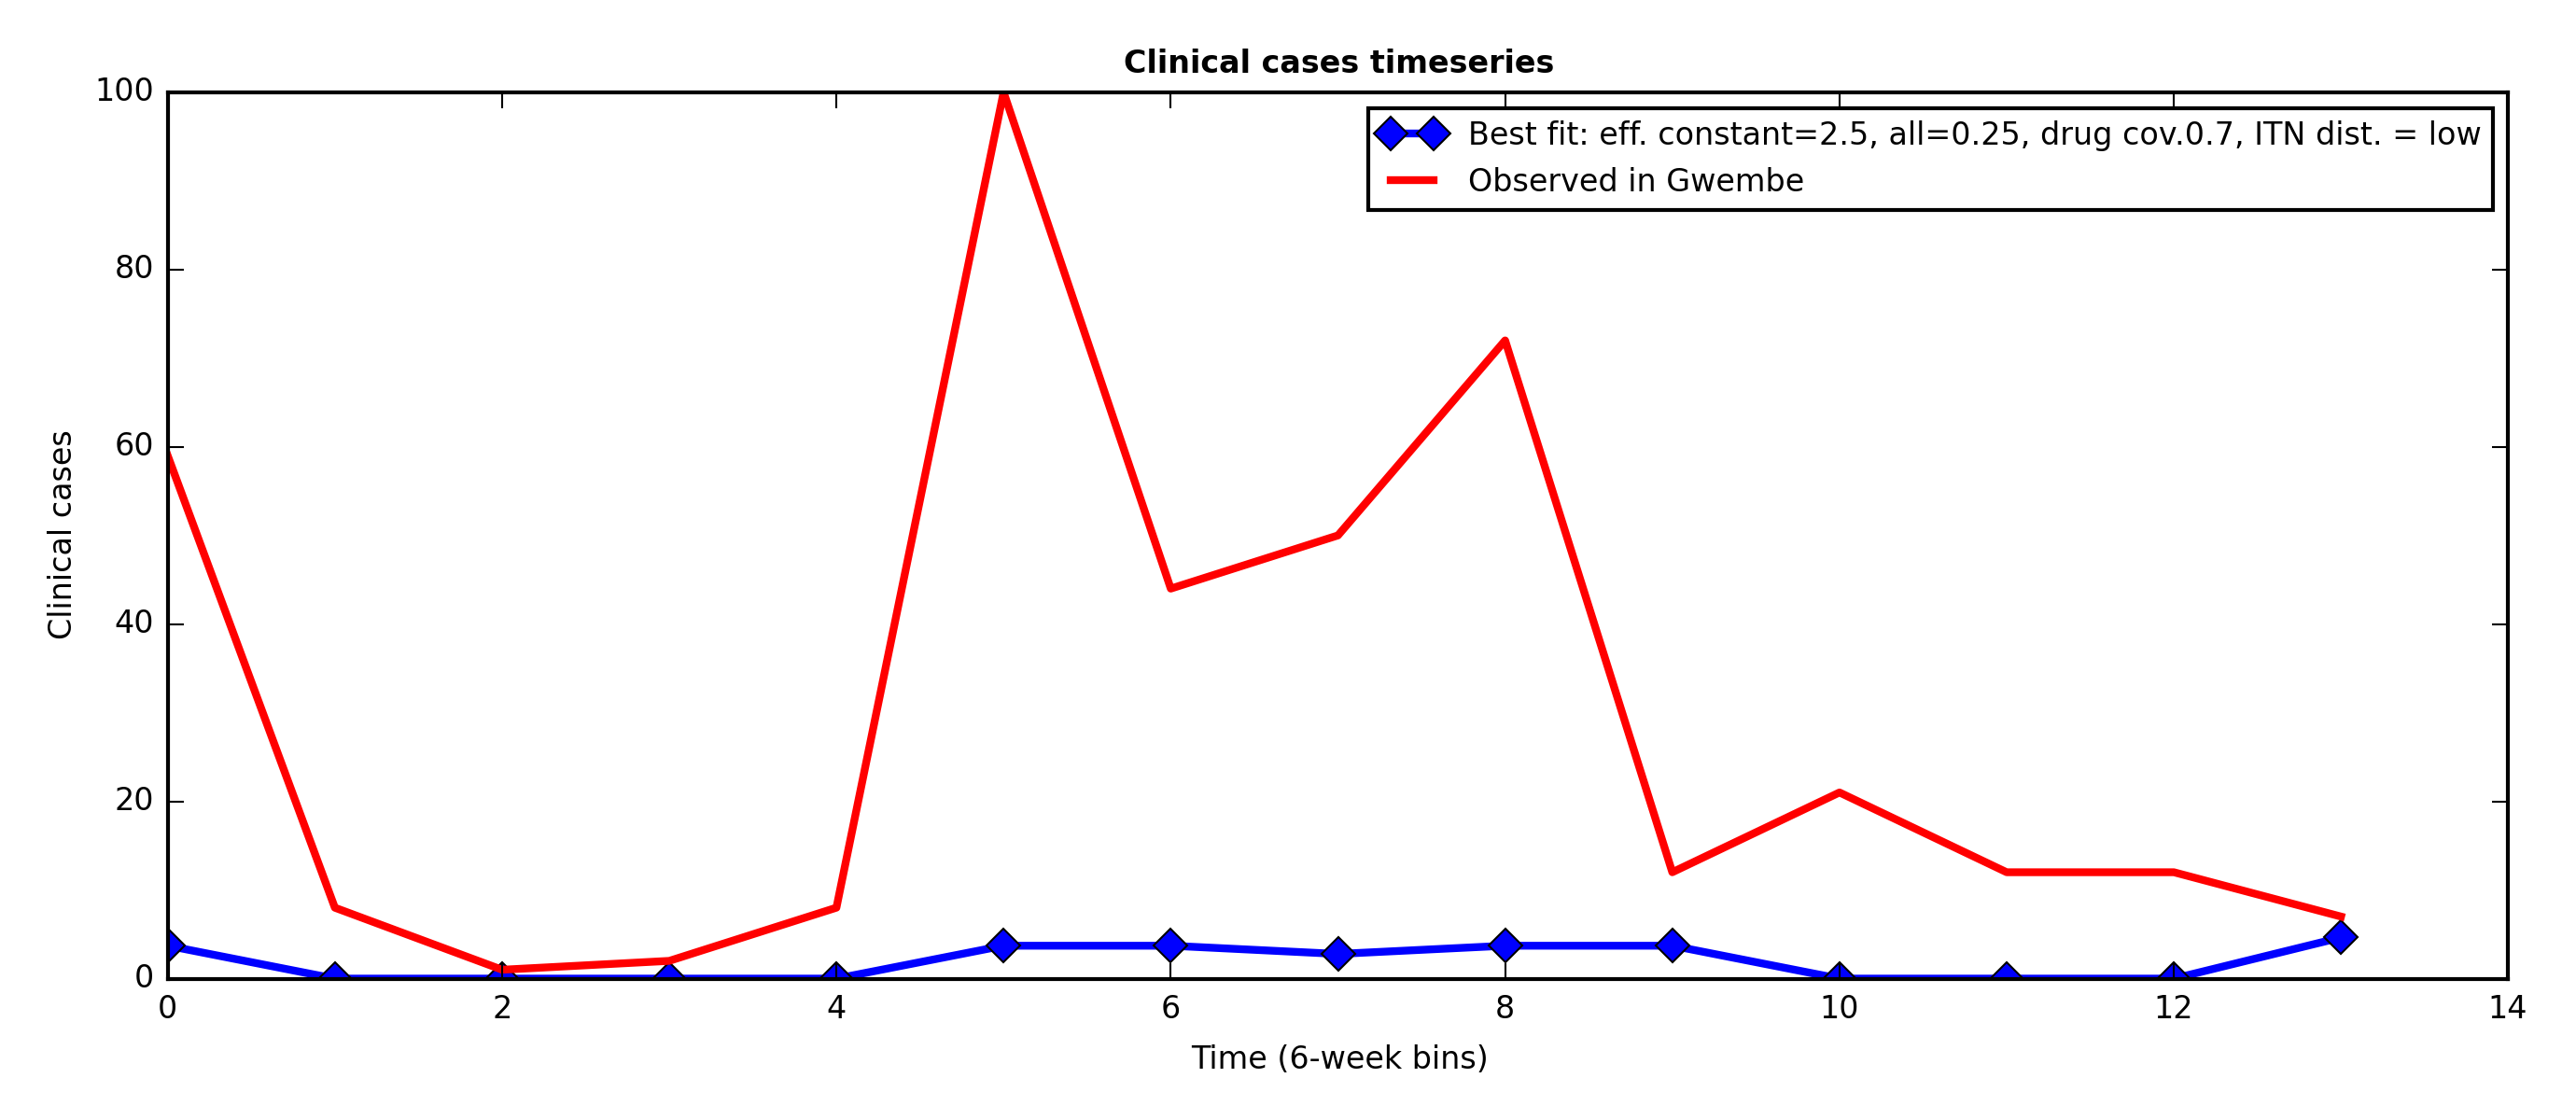 Clinical cases timeseries
100
80
60
40
20
0
Clinical cases
Best fit: eff. constant=2.5, all=0.25, drug cov.0.7, ITN dist. = low
Observed in Gwembe
0 2 4 6 8 10 12 14
Time (6-week bins)